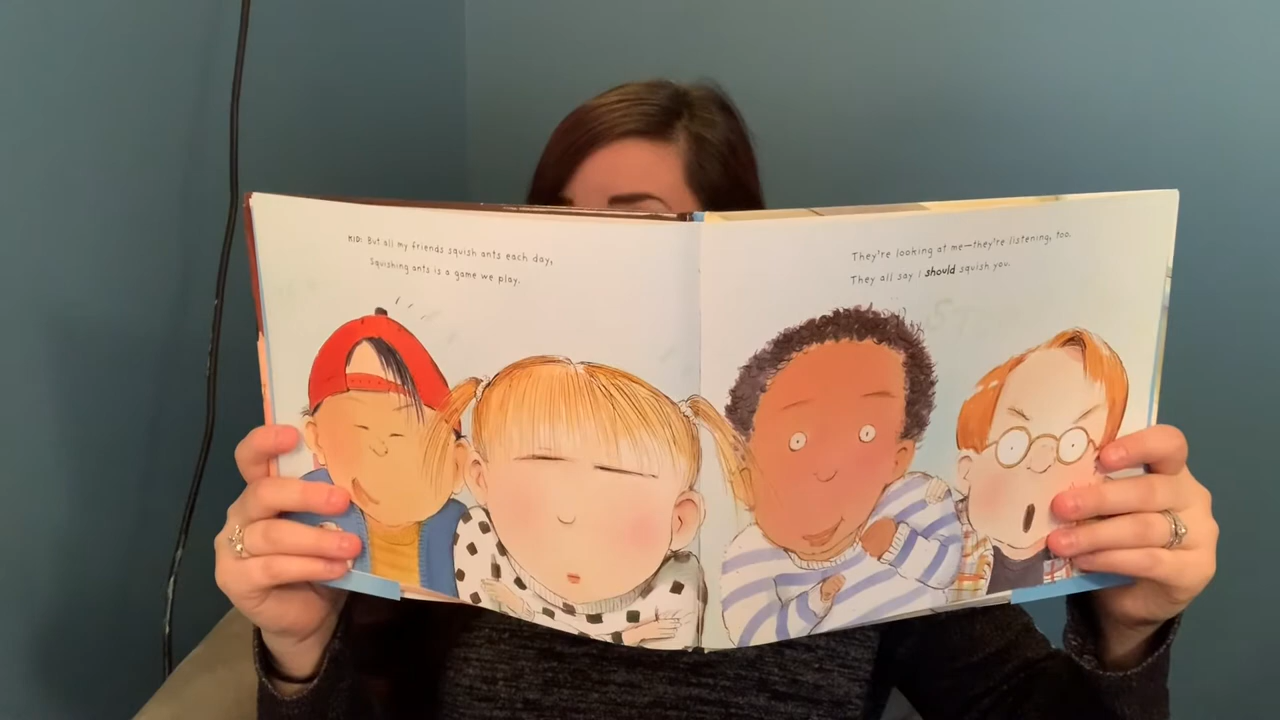 KID: But all my friends squish ants each day,
Squishing ants is a game we play.
They're looking at me—they're listening, too.
They all say I should squish you.